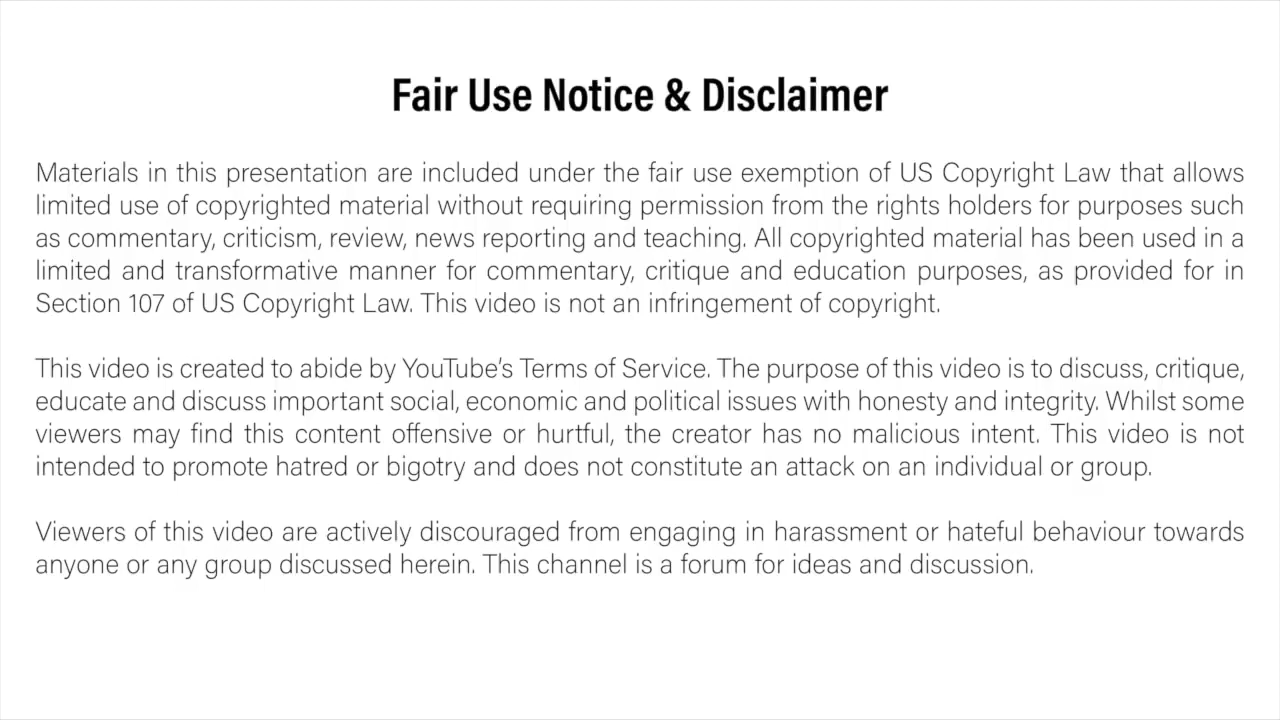 Fair Use Notice & Disclaimer
Materials in this presentation are included under the fair use exemption of US Copyright Law that allows
limited use of copyrighted material without requiring permission from the rights holders for purposes such
as commentary, criticism, review, news reporting and teaching. All copyrighted material has been used in a
limited and transformative manner for commentary, critique and education purposes, as provided for in
Section 107 of US Copyright Law. This video is not an infringement of copyright.
This video is created to abide by YouTube’s Terms of Service. The purpose of this video is to discuss, critique,
educate and discuss important social, economic and political issues with honesty and integrity. Whilst some
viewers may find this content offensive or hurtful, the creator has no malicious intent. This video is not
intended to promote hatred or bigotry and does not constitute an attack on an individual or group.
Viewers of this video are actively discouraged from engaging in harassment or hateful behaviour towards
anyone or any group discussed herein. This channel is a forum for ideas and discussion.